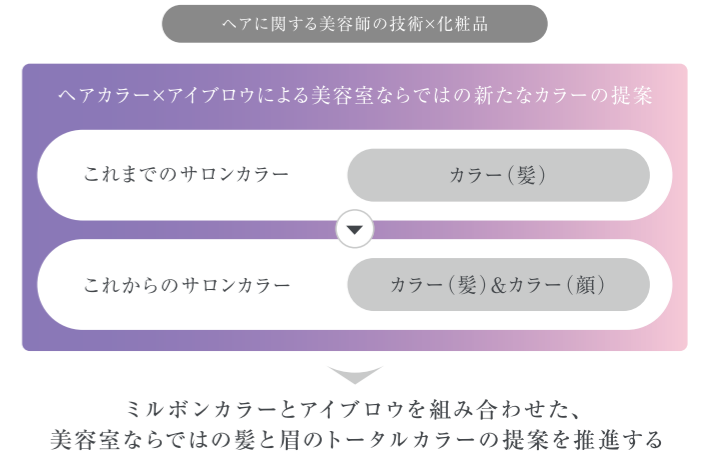 ヘアに関する美容師の技術×化粧品
ヘアカラー×アイブロウによる美容室ならではの新たなカラーの提案
これまでのサロンカラー
カラー(髪)
これからのサロンカラー
カラー(髪)&カラー(顔)
ミルボンカラーとアイブロウを組み合わせた、
美容室ならではの髪と眉のトータルカラーの提案を推進する